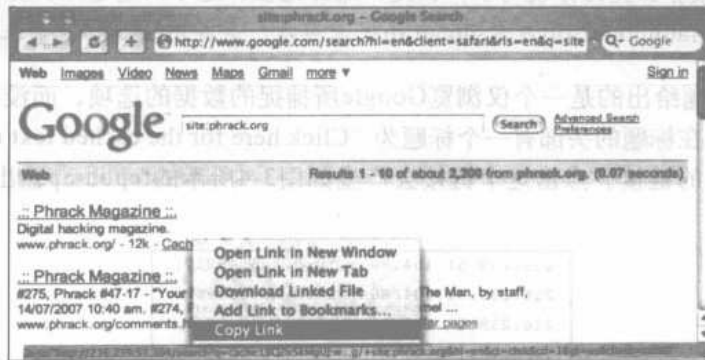 site:phrack.org – Google Search
http://www.google.com/search?hl=en&client=safari&rls=en&q=site
Q- Google
Web Images Video News Maps Gmail more ▼
Sign in
Google
site:phrack.org
Search
Advanced Search
Preferences
Web
Results 1 - 10 of about 2,200 from phrack.org. (0.07 seconds)
.:: Phrack Magazine ::.
Digital hacking magazine.
www.phrack.org/ - 12k - Cach
Open Link in New Window
Open Link in New Tab
Download Linked File
Add Link to Bookmarks...
Copy Link
.:: Phrack Magazine ::.
#275, Phrack #47-17 - "Your
The Man, by staff,
14/07/2007 10:40 am. #274,
mel ...
www.phrack.org/comments.
lar pages